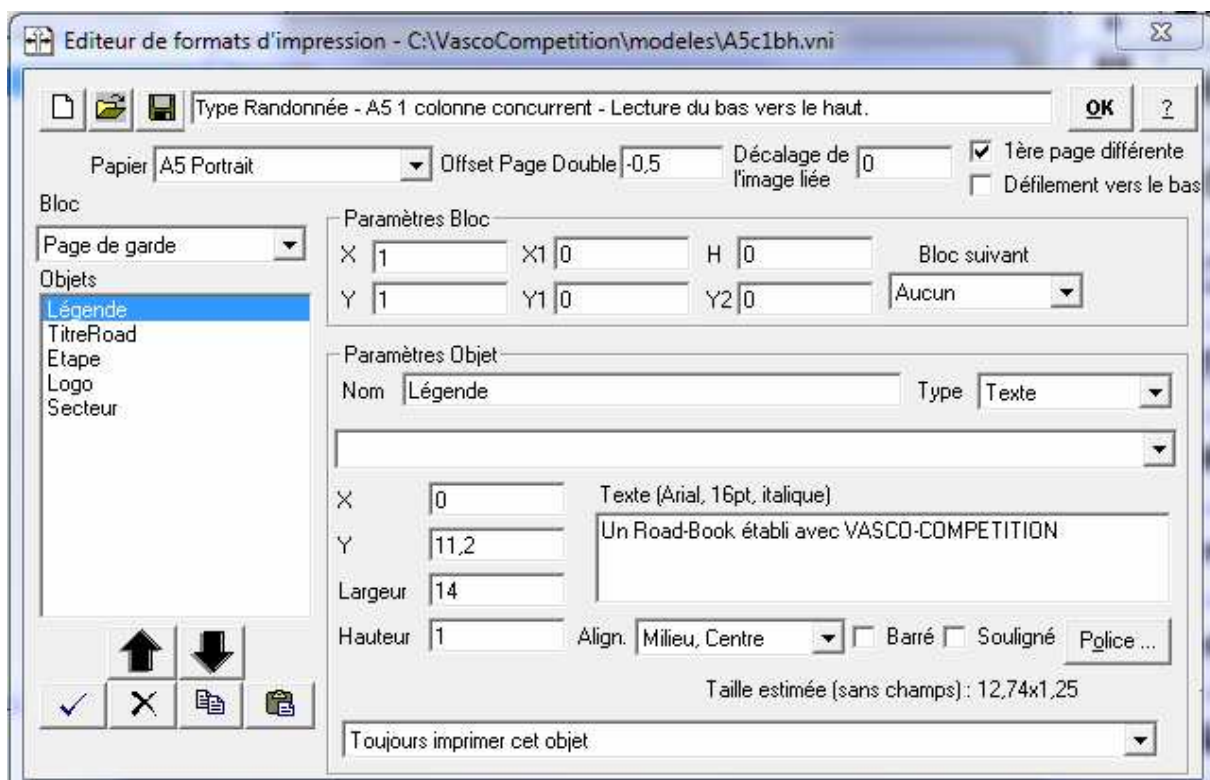 Editeur de formats d'impression - C:\VascoCompetition\modeles\A5c1bh.vni
Type Randonnée - A5 1 colonne concurrent - Lecture du bas vers le haut.
OK
?
Papier
A5 Portrait
Offset Page Double
-0,5
Décalage de
l'image liée
0
1ère page différente
Défilement vers le bas
Bloc
Page de garde
Objets
Légende
TitreRoad
Etape
Logo
Secteur
Paramètres Bloc
X 1 X1 0 H 0 Bloc suivant
Y 1 Y1 0 Y2 0 Aucun
Paramètres Objet
Nom Légende Type Texte
X 0
Y 11,2
Largeur 14
Hauteur 1
Texte (Arial, 16pt, italique)
Un Road-Book établi avec VASCO-COMPETITION
Align. Milieu, Centre Barré Souligné Police ...
Taille estimée (sans champs) : 12,74x1,25
Toujours imprimer cet objet